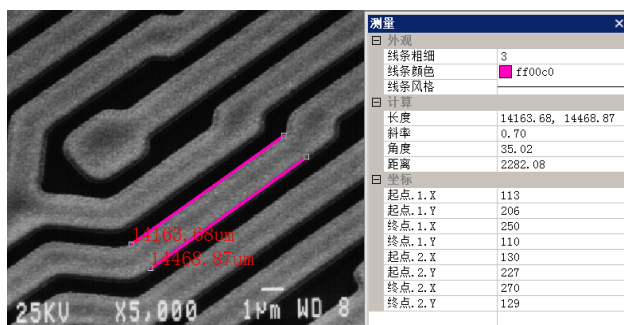 14163.68um
14468.87um
25KV X5,000 1μm WD 8
测量
外观
线条粗细 3
线条颜色 ff00c0
线条风格
计算
长度 14163.68, 14468.87
斜率 0.70
角度 35.02
距离 2282.08
坐标
起点.1.X 113
起点.1.Y 206
终点.1.X 250
终点.1.Y 110
起点.2.X 130
起点.2.Y 227
终点.2.X 270
终点.2.Y 129